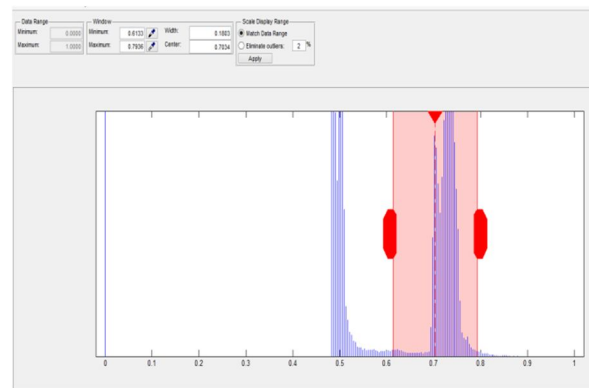 Data Range
Minimum: 0.0000
Maximum: 1.0000
Window
Minimum: 0.6133
Maximum: 0.7936
Width: 0.1803
Center: 0.7034
Scale Display Range
Match Data Range
Eliminate outliers: 2 %
Apply
0 0.1 0.2 0.3 0.4 0.5 0.6 0.7 0.8 0.9 1